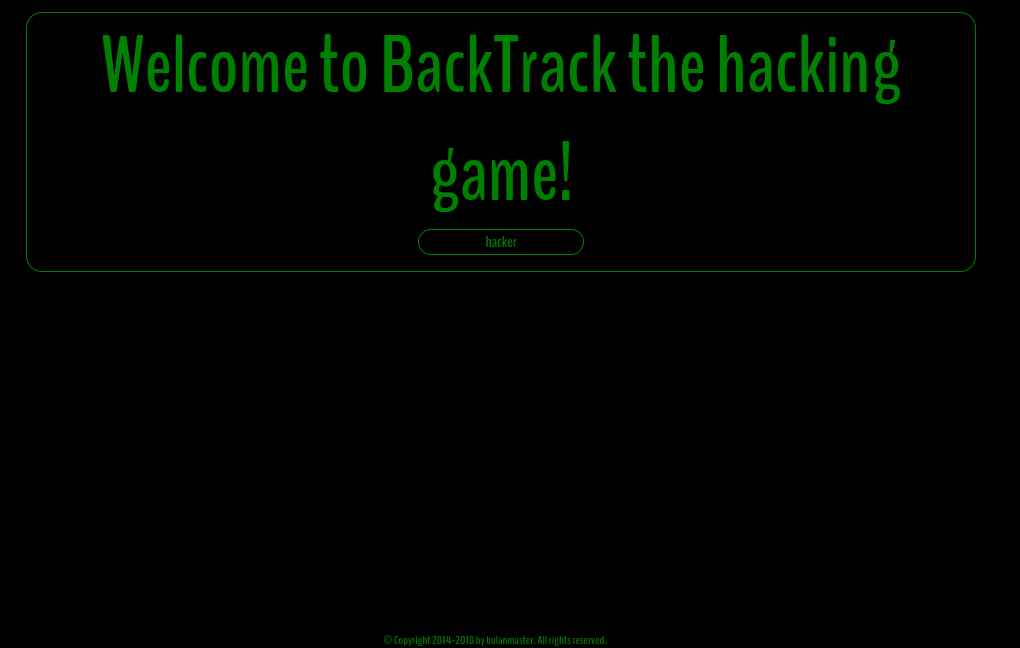 Welcome to BackTrack the hacking
game!
hacker
© Copyright 2014-2018 by bulanmaster. All rights reserved.